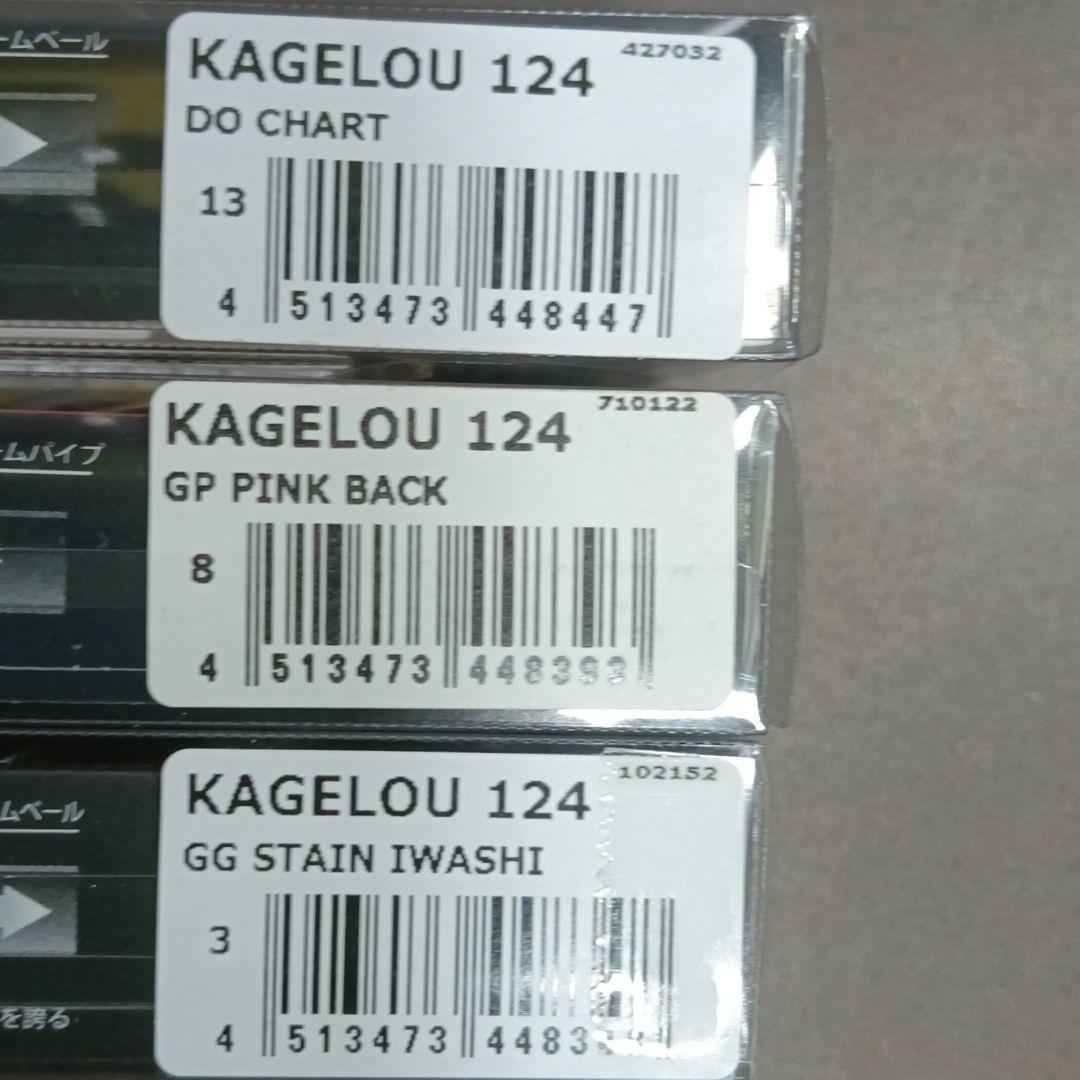 ームベール
KAGELOU 124
427032
DO CHART
13
4 513473 448447
ームパイプ
KAGELOU 124
710122
GP PINK BACK
8
4 513473 448393
ムベール
KAGELOU 124
102152
GG STAIN IWASHI
3
4 513473 4483
を誇る